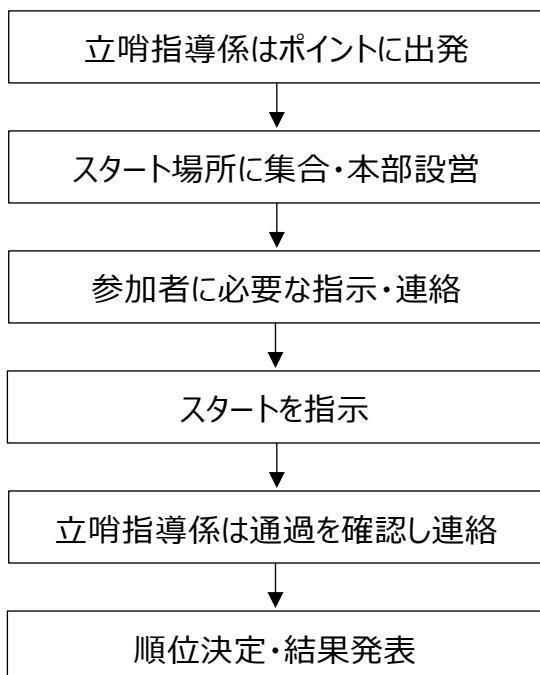 立哨指導係はポイントに出発
スタート場所に集合・本部設営
参加者に必要な指示・連絡
スタートを指示
立哨指導係は通過を確認し連絡
順位決定・結果発表